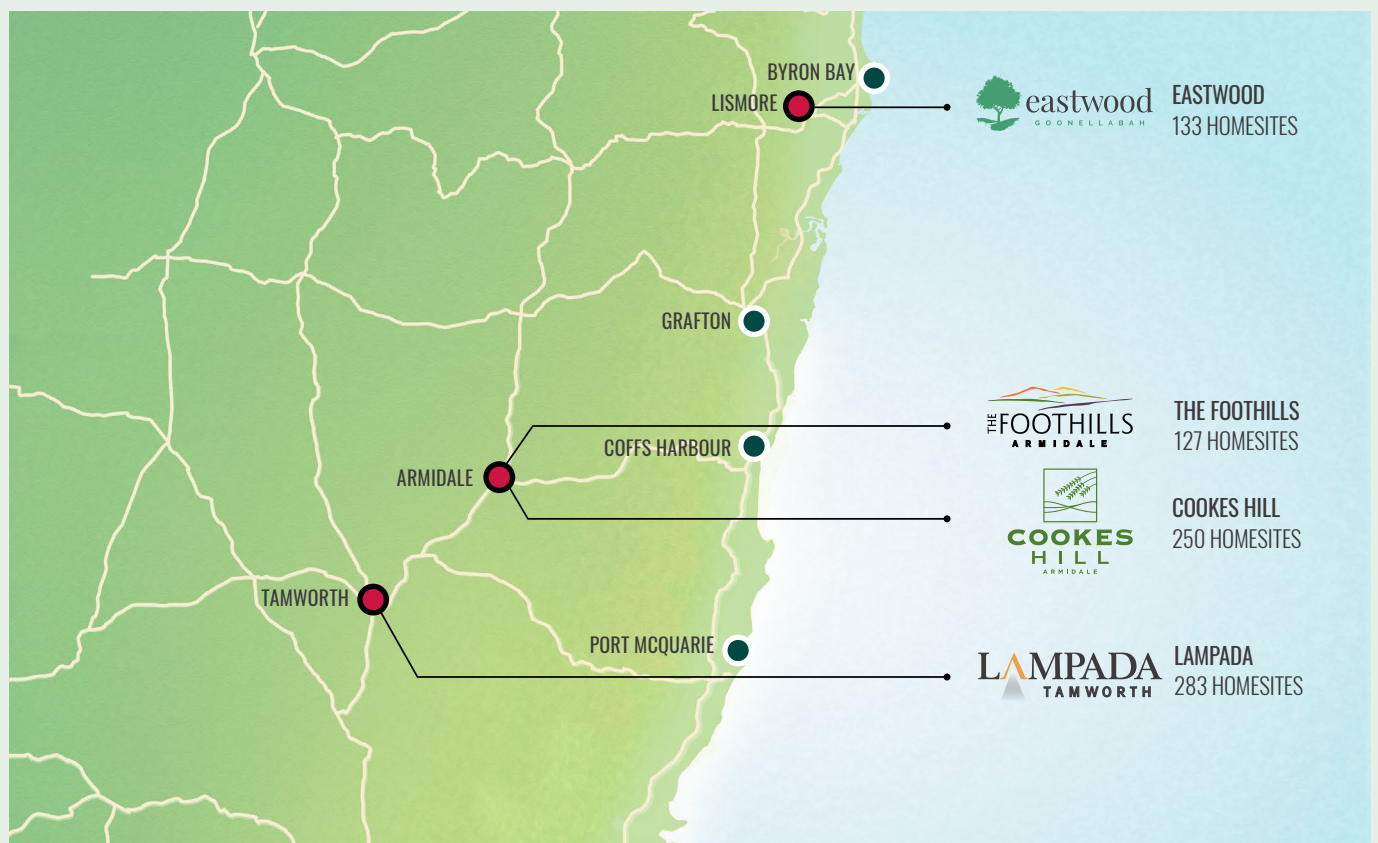 BYRON BAY
LISMORE
eastwood
GOONELLABAH
EASTWOOD
133 HOMESITES
GRAFTON
THE FOOTHILLS
ARMIDALE
THE FOOTHILLS
127 HOMESITES
COFFS HARBOUR
ARMIDALE
COOKES
HILL
ARMIDALE
COOKES HILL
250 HOMESITES
TAMWORTH
PORT MCQUARIE
LAMPADA
TAMWORTH
LAMPADA
283 HOMESITES